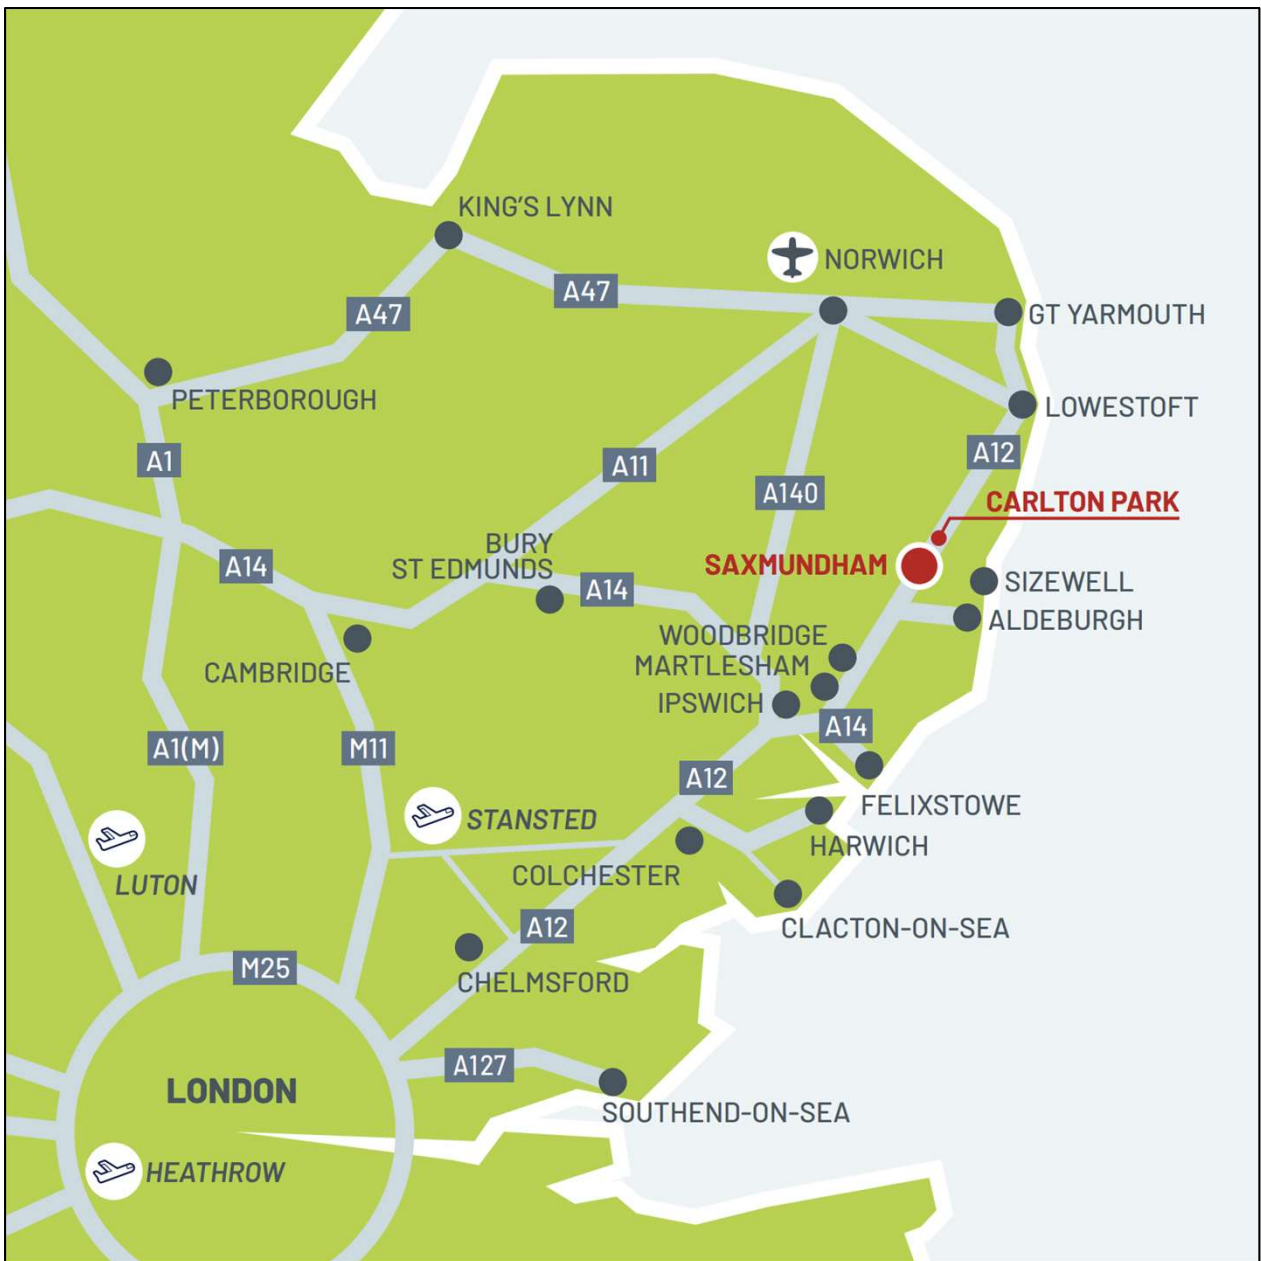 KING'S LYNN
NORWICH
A47
A47
GT YARMOUTH
PETERBOROUGH
LOWESTOFT
A1
A11
A12
A140
CARLTON PARK
BURY
ST EDMUNDS
A14
A14
SAXMUNDHAM
SIZEWELL
ALDEBURGH
WOODBRIDGE
MARTLESHAM
CAMBRIDGE
IPSWICH
A14
A1(M)
M11
A12
STANSTED
FELIXSTOWE
HARWICH
LUTON
COLCHESTER
A12
CLACTON-ON-SEA
M25
CHELMSFORD
A127
LONDON
SOUTHEND-ON-SEA
HEATHROW